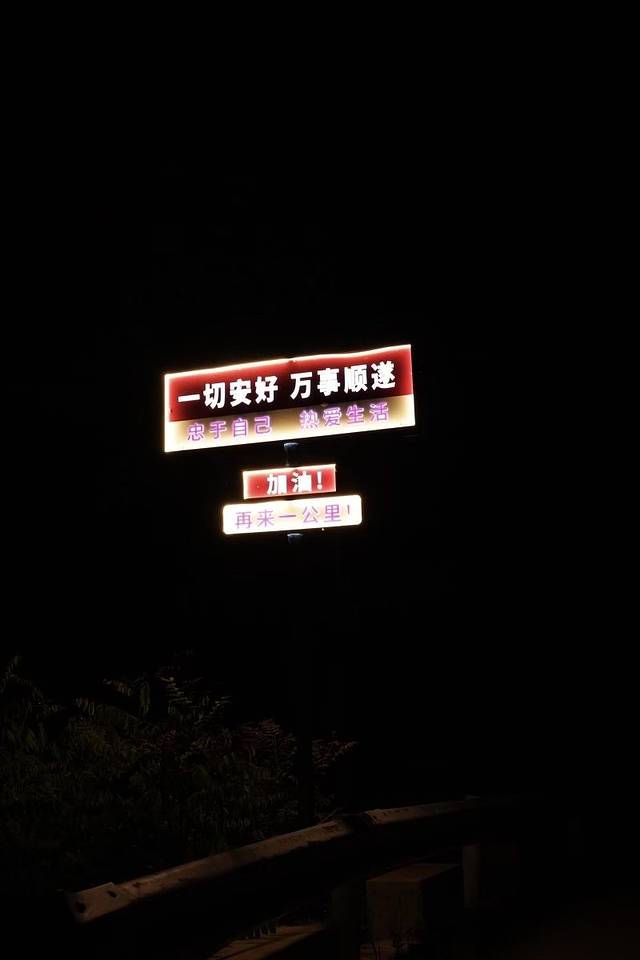 一切安好 万事顺遂
忠于自己 热爱生活
加油!
再来一公里!